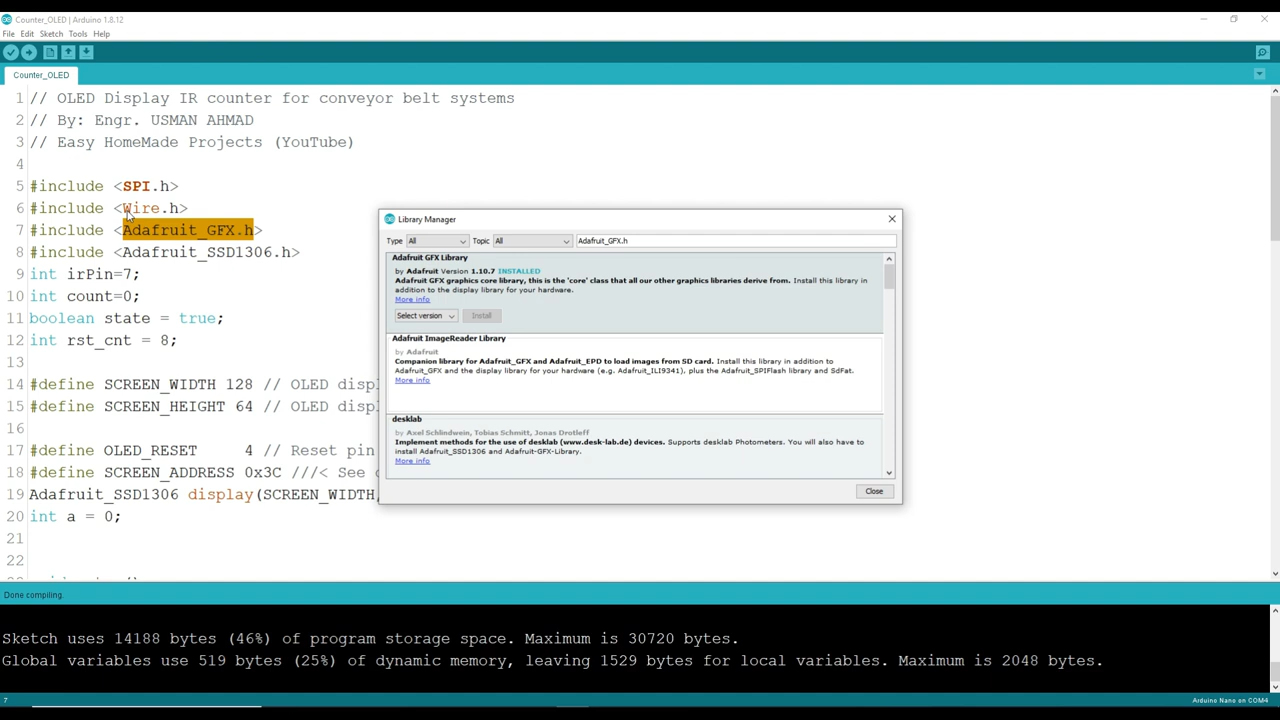 Counter_OLED | Arduino 1.8.12
File Edit Sketch Tools Help
Counter_OLED
1 // OLED Display IR counter for conveyor belt systems
2 // By: Engr. USMAN AHMAD
3 // Easy HomeMade Projects (YouTube)
4
5 #include <SPI.h>
6 #include <Wire.h>
7 #include <Adafruit_GFX.h>
8 #include <Adafruit_SSD1306.h>
9 int irPin=7;
10 int count=0;
11 boolean state = true;
12 int rst_cnt = 8;
13
14 #define SCREEN_WIDTH 128 // OLED disp
15 #define SCREEN_HEIGHT 64 // OLED disp
16
17 #define OLED_RESET 4 // Reset pin
18 #define SCREEN_ADDRESS 0x3C ///< See
19 Adafruit_SSD1306 display(SCREEN_WIDTH,
20 int a = 0;
21
22
Library Manager
Type All Topic All Adafruit_GFX.h
Adafruit GFX Library
by Adafruit Version 1.10.7 INSTALLED
Adafruit GFX graphics core library, this is the 'core' class that all our other graphics libraries derive from. Install this library in
addition to the display library for your hardware.
More info
Select version Install
Adafruit ImageReader Library
by Adafruit
Companion library for Adafruit_GFX and Adafruit_EPD to load images from SD card. Install this library in addition to
Adafruit_GFX and the display library for your hardware (e.g. Adafruit_ILI9341), plus the Adafruit_SPIFlash library and SdFat.
More info
desklab
by Axel Schlindwein, Tobias Schmitt, Jonas Drotleff
Implement methods for the use of desklab (www.desk-lab.de) devices. Supports desklab Photometers. You will also have to
install Adafruit_SSD1306 and Adafruit-GFX-Library.
More info
Close
Done compiling.
Sketch uses 14188 bytes (46%) of program storage space. Maximum is 30720 bytes.
Global variables use 519 bytes (25%) of dynamic memory, leaving 1529 bytes for local variables. Maximum is 2048 bytes.
7
Arduino Nano on COM4